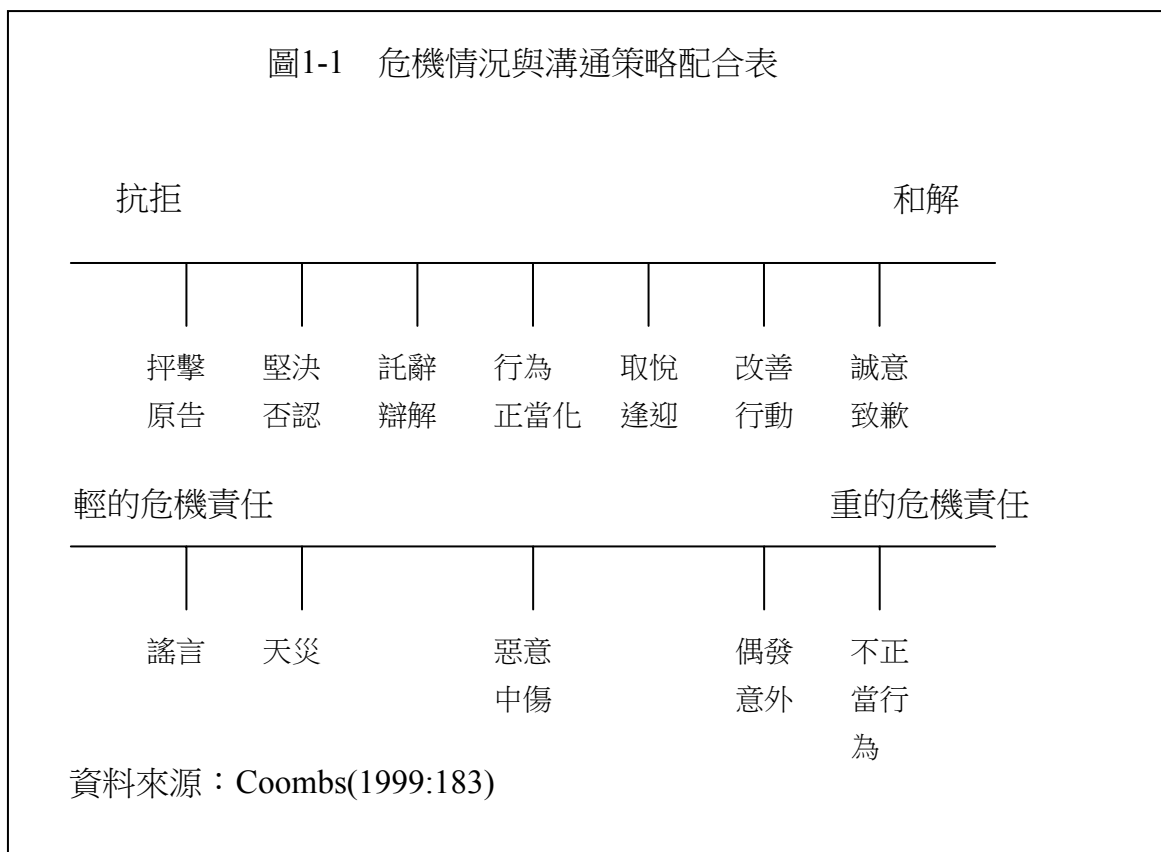 圖1-1 危機情況與溝通策略配合表
抗拒 和解
抨擊 堅決 託辭 行為 取悅 改善 誠意
原告 否認 辯解 正當化 逢迎 行動 致歉
輕的危機責任 重的危機責任
謠言 天災 惡意 偶發 不正
中傷 意外 當行
為
資料來源：Coombs(1999:183)